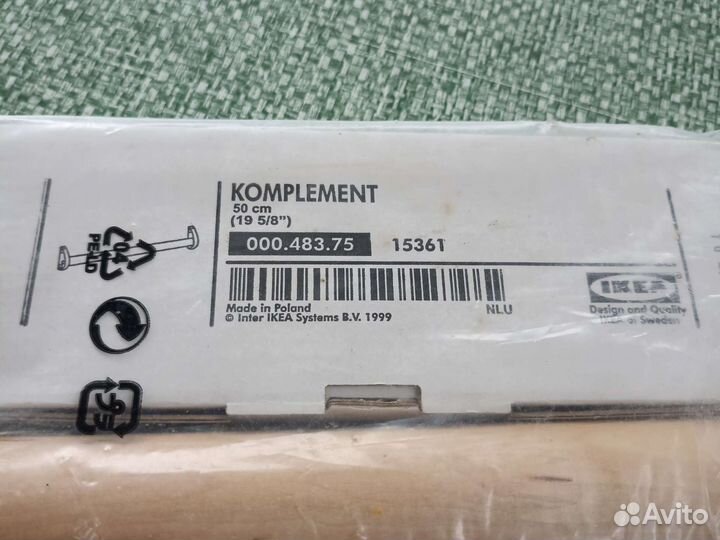 KOMPLEMENT
50 cm
(19 5/8")
000.483.75 15361
Made in Poland
© Inter IKEA Systems B.V. 1999
NLU
IKEA
Design and Quality
IKEA of Sweden
04
PE-LD
Avito